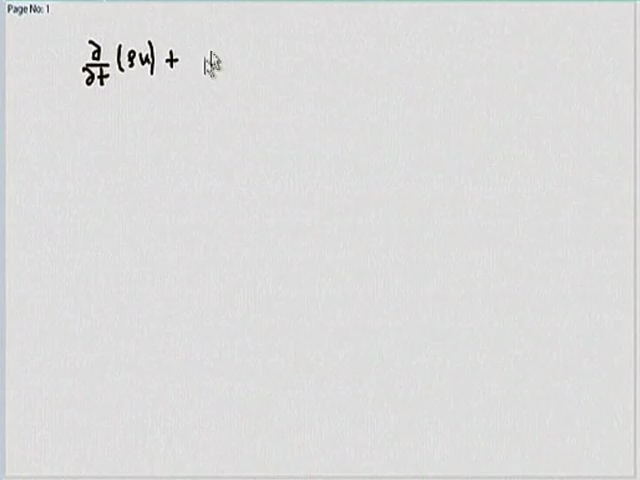 Page No: 1
∂/∂t (ρu) +